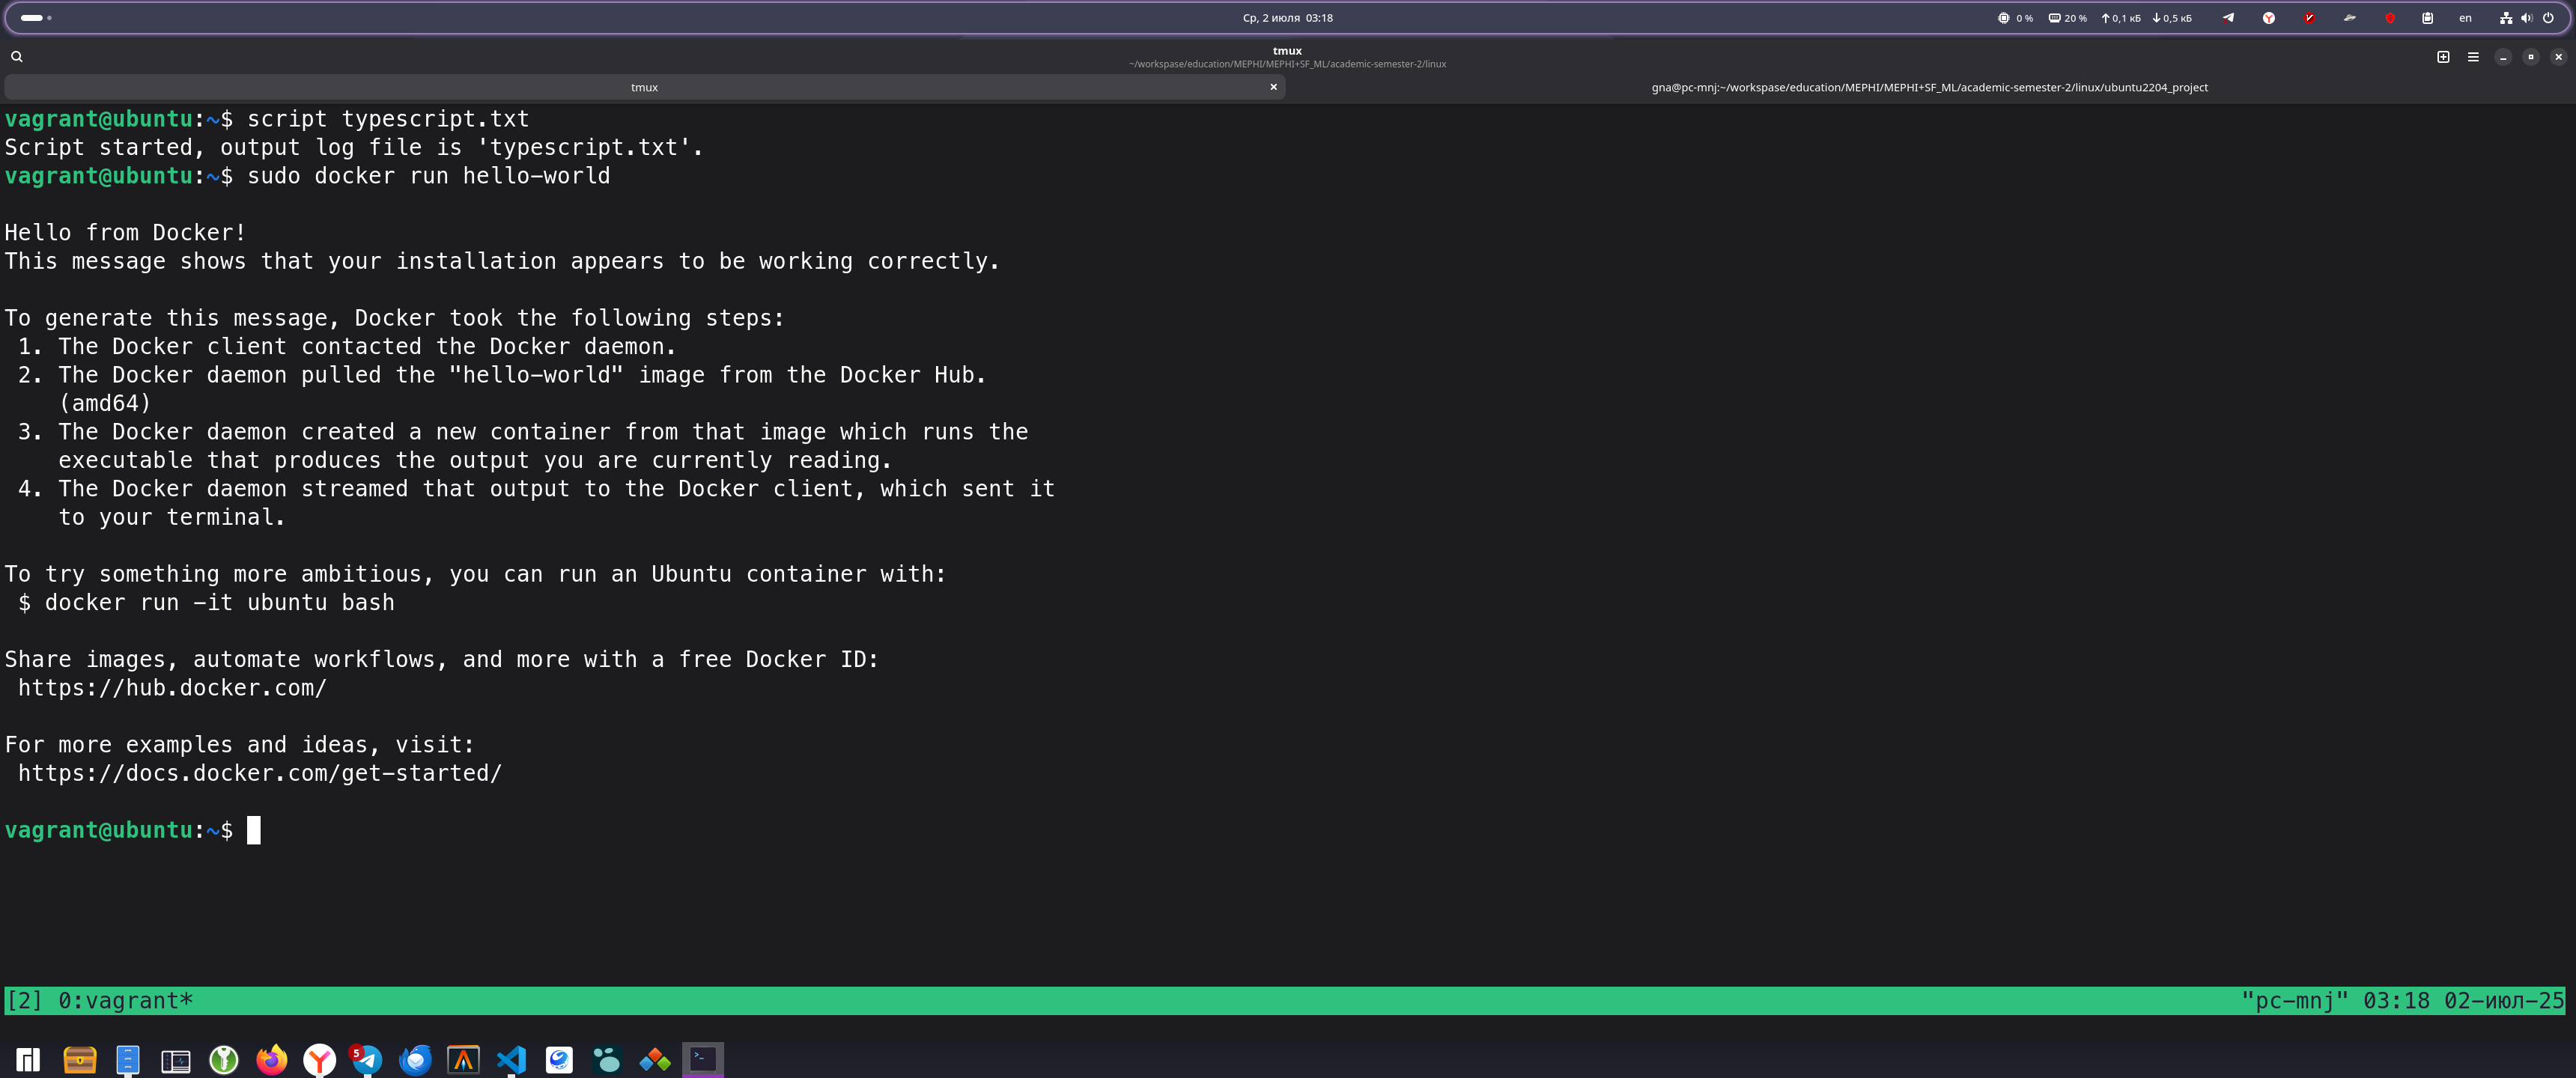 Ср, 2 июля 03:18
0 %
20 %
0,1 кБ
0,5 кБ
en
tmux
~/workspase/education/MEPHI/MEPHI+SF_ML/academic-semester-2/linux
tmux
gna@pc-mnj:~/workspase/education/MEPHI/MEPHI+SF_ML/academic-semester-2/linux/ubuntu2204_project
vagrant@ubuntu:~$ script typescript.txt
Script started, output log file is 'typescript.txt'.
vagrant@ubuntu:~$ sudo docker run hello-world
Hello from Docker!
This message shows that your installation appears to be working correctly.
To generate this message, Docker took the following steps:
1. The Docker client contacted the Docker daemon.
2. The Docker daemon pulled the "hello-world" image from the Docker Hub.
(amd64)
3. The Docker daemon created a new container from that image which runs the
executable that produces the output you are currently reading.
4. The Docker daemon streamed that output to the Docker client, which sent it
to your terminal.
To try something more ambitious, you can run an Ubuntu container with:
$ docker run -it ubuntu bash
Share images, automate workflows, and more with a free Docker ID:
https://hub.docker.com/
For more examples and ideas, visit:
https://docs.docker.com/get-started/
vagrant@ubuntu:~$
[2] 0:vagrant*
"pc-mnj" 03:18 02-июл-25
5